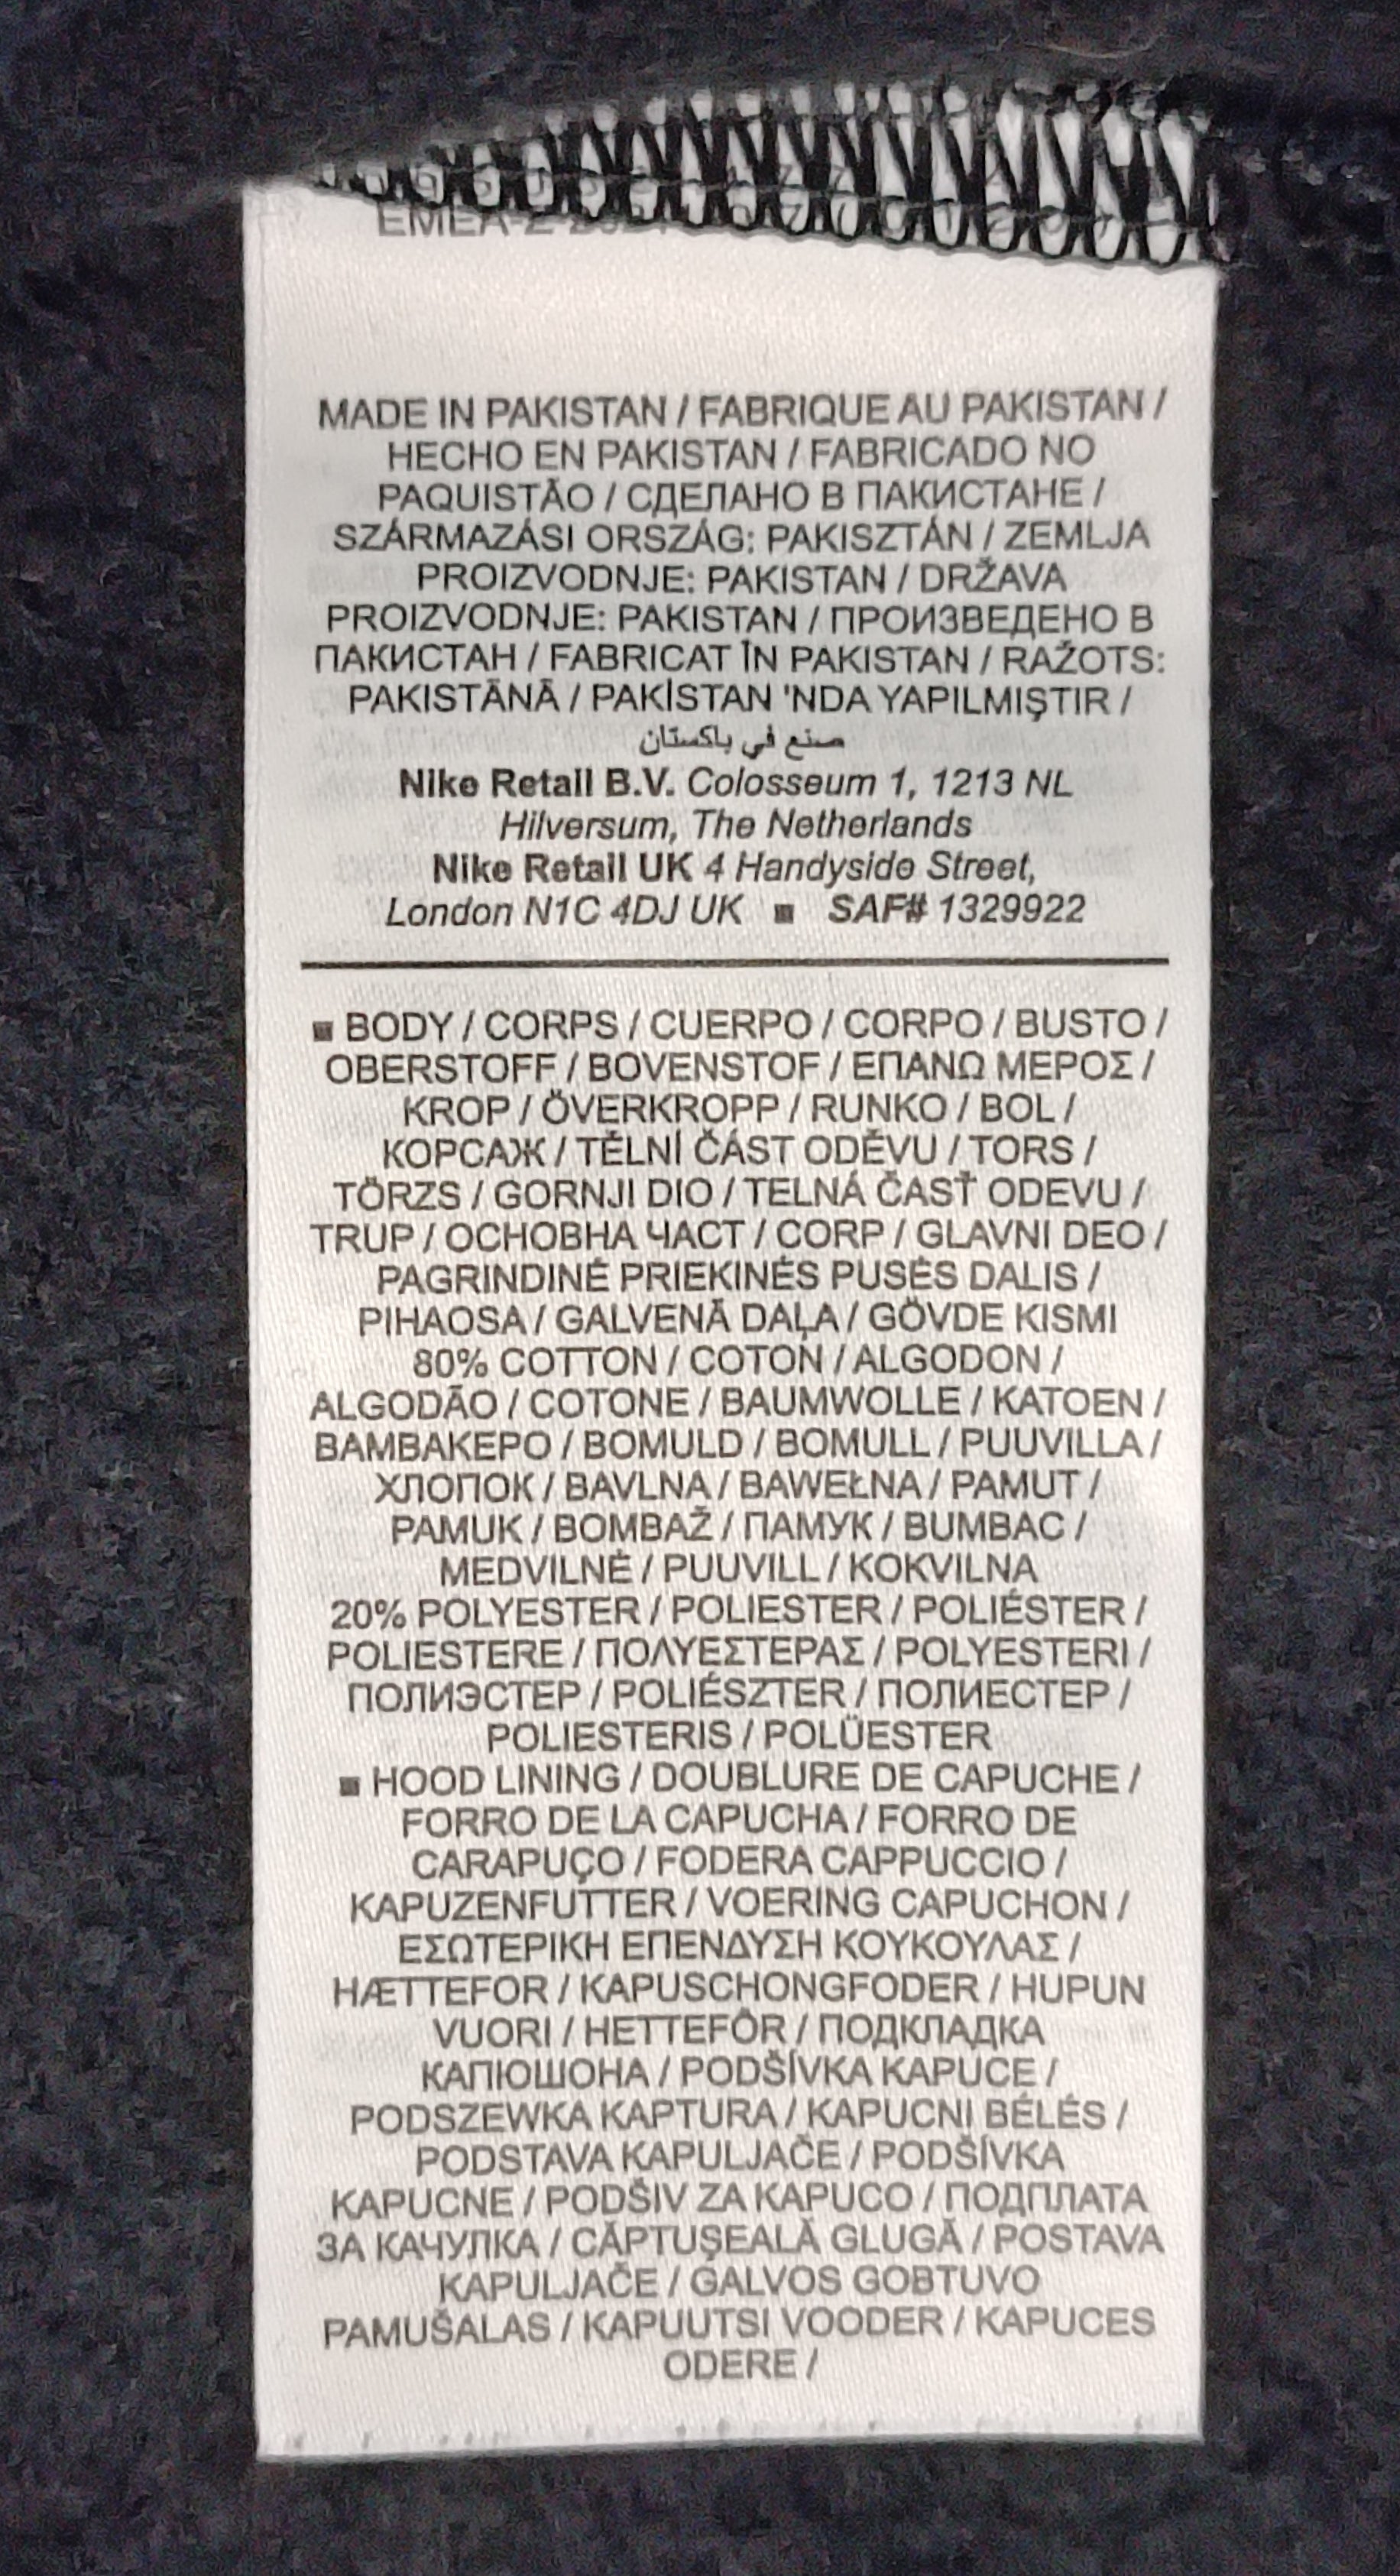 MADE IN PAKISTAN / FABRIQUE AU PAKISTAN /
HECHO EN PAKISTAN / FABRICADO NO
PAQUISTÃO / СДЕЛАНО В ПАКИСТАНЕ /
SZÁRMAZÁSI ORSZÁG: PAKISZTÁN / ZEMLJA
PROIZVODNJE: PAKISTAN / DRŽAVA
PROIZVODNJE: PAKISTAN / ПРОИЗВЕДЕНО В
ПАКИСТАН / FABRICAT ÎN PAKISTAN / RAŽOTS:
PAKISTĀNĀ / PAKİSTAN 'NDA YAPILMIŞTIR /
صنع في باكستان
Nike Retail B.V. Colosseum 1, 1213 NL
Hilversum, The Netherlands
Nike Retail UK 4 Handyside Street,
London N1C 4DJ UK ■ SAF# 1329922
■ BODY / CORPS / CUERPO / CORPO / BUSTO /
OBERSTOFF / BOVENSTOF / ΕΠΑΝΩ ΜΕΡΟΣ /
KROP / ÖVERKROPP / RUNKO / BOL /
КОРСАЖ / TĚLNÍ ČÁST ODĚVU / TORS /
TÖRZS / GORNJI DIO / TELNÁ ČASŤ ODEVU /
TRUP / ОСНОВНА ЧАСТ / CORP / GLAVNI DEO /
PAGRINDINĖ PRIEKINĖS PUSĖS DALIS /
PIHAOSA / GALVENĀ DAĻA / GÖVDE KISMI
80% COTTON / COTON / ALGODON /
ALGODÃO / COTONE / BAUMWOLLE / KATOEN /
ΒΑΜΒΑΚΕΡΟ / BOMULD / BOMULL / PUUVILLA /
ХЛОПОК / BAVLNA / BAWEŁNA / PAMUT /
PAMUK / BOMBAŽ / ПАМУК / BUMBAC /
MEDVILNĖ / PUUVILL / KOKVILNA
20% POLYESTER / POLIESTER / POLIÉSTER /
POLIESTERE / ΠΟΛΥΕΣΤΕΡΑΣ / POLYESTERI /
ПОЛИЭСТЕР / POLIÉSZTER / ПОЛИЕСТЕР /
POLIESTERIS / POLÜESTER
■ HOOD LINING / DOUBLURE DE CAPUCHE /
FORRO DE LA CAPUCHA / FORRO DE
CARAPUÇO / FODERA CAPPUCCIO /
KAPUZENFUTTER / VOERING CAPUCHON /
ΕΣΩΤΕΡΙΚΗ ΕΠΕΝΔΥΣΗ ΚΟΥΚΟΥΛΑΣ /
HÆTTEFOR / KAPUSCHONGFODER / HUPUN
VUORI / HETTEFÔR / ПОДКЛАДКА
КАПЮШОНА / PODŠÍVKA KAPUCE /
PODSZEWKA KAPTURA / KAPUCNI BÉLÉS /
PODSTAVA KAPULJAČE / PODŠÍVKA
KAPUCNE / PODŠIV ZA KAPUCO / ПОДПЛАТА
ЗА КАЧУЛКА / CĂPTUŞEALĂ GLUGĂ / POSTAVA
KAPULJAČE / GALVOS GOBTUVO
PAMUŠALAS / KAPUUTSI VOODER / KAPUCES
ODERE /